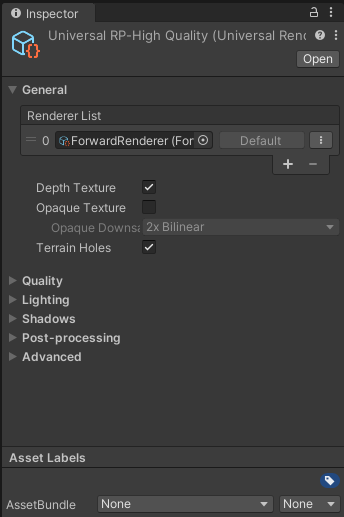 Inspector
Universal RP-High Quality (Universal Rend
Open
General
Renderer List
0 ForwardRenderer (For Default
Depth Texture
Opaque Texture
Opaque Downsa 2x Bilinear
Terrain Holes
Quality
Lighting
Shadows
Post-processing
Advanced
Asset Labels
AssetBundle None None